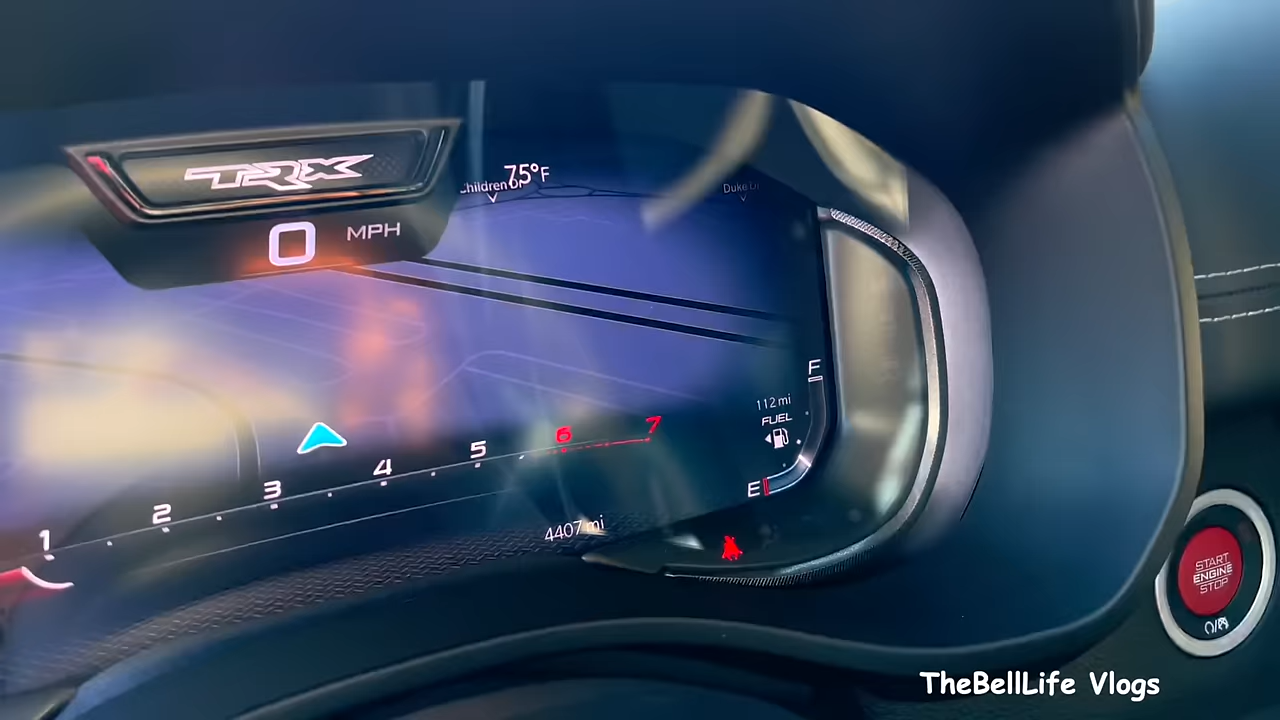 TRX
75°F
Children Dr
Duke Dr
0 MPH
F
112 mi
FUEL
E
1 2 3 4 5 6 7
4407 mi
START
ENGINE
STOP
TheBellLife Vlogs